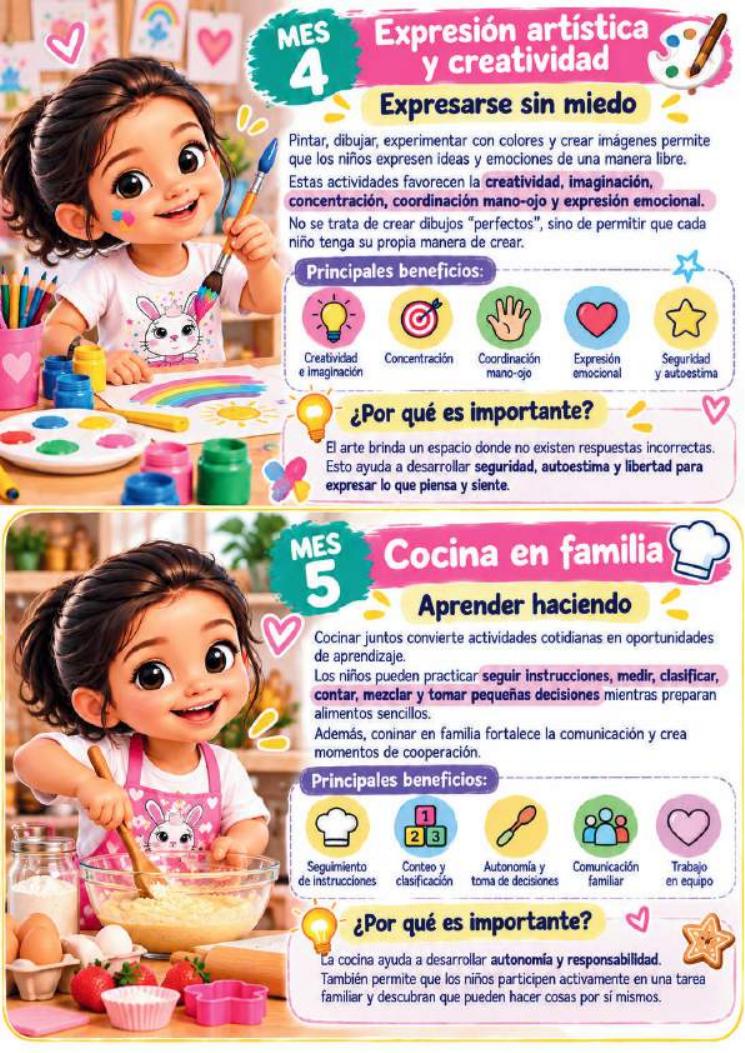 MES
4
Expresión artística
y creatividad
Expresarse sin miedo
Pintar, dibujar, experimentar con colores y crear imágenes permite
que los niños expresen ideas y emociones de una manera libre.
Estas actividades favorecen la creatividad, imaginación,
concentración, coordinación mano-ojo y expresión emocional.
No se trata de crear dibujos "perfectos", sino de permitir que cada
niño tenga su propia manera de crear.
Principales beneficios:
Creatividad
e imaginación
Concentración
Coordinación
mano-ojo
Expresión
emocional
Seguridad
y autoestima
¿Por qué es importante?
El arte brinda un espacio donde no existen respuestas incorrectas.
Esto ayuda a desarrollar seguridad, autoestima y libertad para
expresar lo que piensa y siente.
MES
5
Cocina en familia
Aprender haciendo
Cocinar juntos convierte actividades cotidianas en oportunidades
de aprendizaje.
Los niños pueden practicar seguir instrucciones, medir, clasificar,
contar, mezclar y tomar pequeñas decisiones mientras preparan
alimentos sencillos.
Además, coninar en familia fortalece la comunicación y crea
momentos de cooperación.
Principales beneficios:
1
2 3
Seguimiento
de instrucciones
Conteo y
clasificación
Autonomía y
toma de decisiones
Comunicación
familiar
Trabajo
en equipo
¿Por qué es importante?
La cocina ayuda a desarrollar autonomía y responsabilidad.
También permite que los niños participen activamente en una tarea
familiar y descubran que pueden hacer cosas por sí mismos.